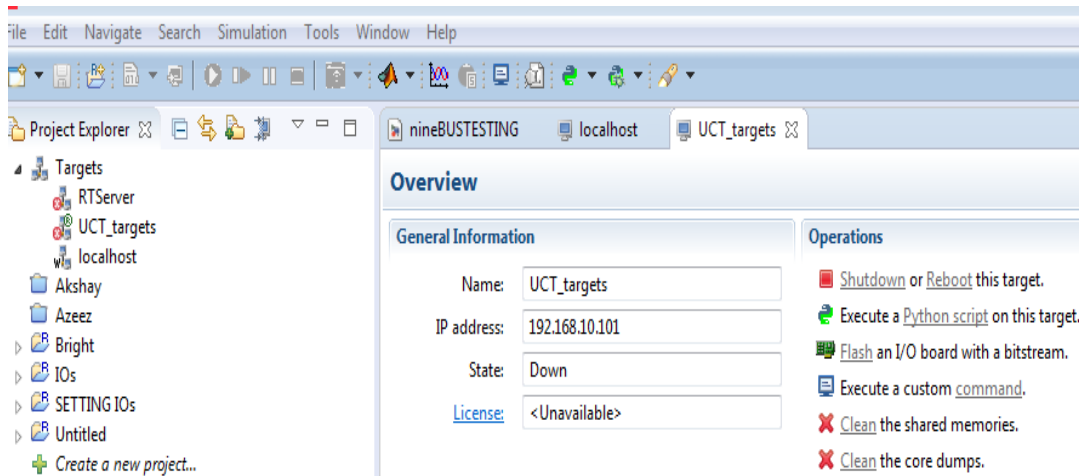 File Edit Navigate Search Simulation Tools Window Help
Project Explorer
Targets
RTServer
UCT_targets
localhost
Akshay
Azeez
Bright
IOs
SETTING IOs
Untitled
Create a new project...
nineBUSTESTING localhost UCT_targets
Overview
General Information
Name: UCT_targets
IP address: 192.168.10.101
State: Down
License: <Unavailable>
Operations
Shutdown or Reboot this target.
Execute a Python script on this target.
Flash an I/O board with a bitstream.
Execute a custom command.
Clean the shared memories.
Clean the core dumps.